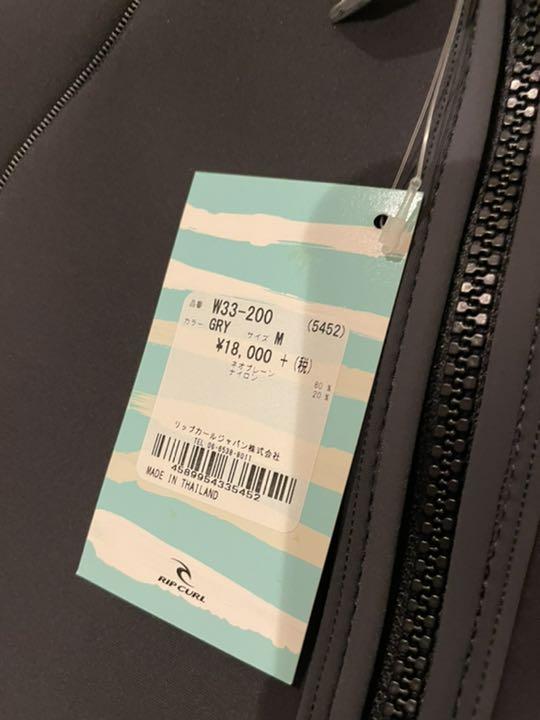 品番 W33-200 (5452)
カラー GRY サイズ M
¥18,000 + (税)
ネオプレーン 80 %
ナイロン 20 %
リップカールジャパン株式会社
TEL 06-6538-8011
4589954335452
MADE IN THAILAND
RIP CURL